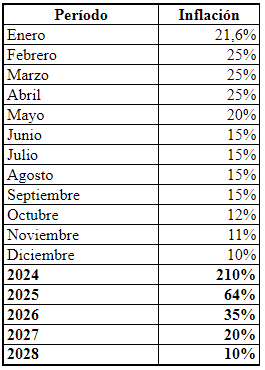 Período Inflación
Enero 21,6%
Febrero 25%
Marzo 25%
Abril 25%
Mayo 20%
Junio 15%
Julio 15%
Agosto 15%
Septiembre 15%
Octubre 12%
Noviembre 11%
Diciembre 10%
2024 210%
2025 64%
2026 35%
2027 20%
2028 10%